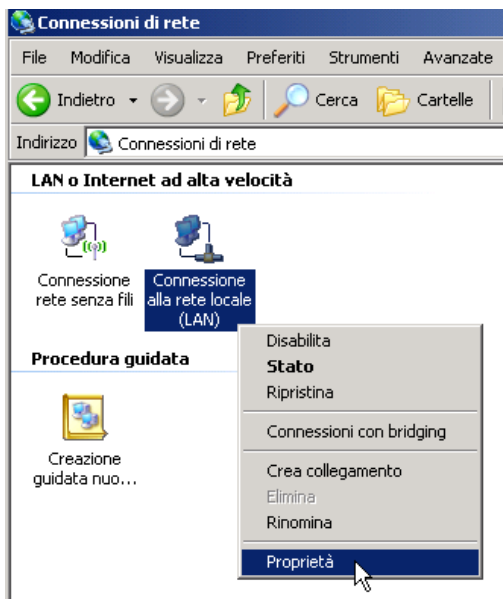 Connessioni di rete
File Modifica Visualizza Preferiti Strumenti Avanzate
Indietro Cerca Cartelle
Indirizzo Connessioni di rete
LAN o Internet ad alta velocità
Connessione
rete senza fili
Connessione
alla rete locale
(LAN)
Disabilita
Stato
Ripristina
Connessioni con bridging
Crea collegamento
Elimina
Rinomina
Proprietà
Procedura guidata
Creazione
guidata nuo...